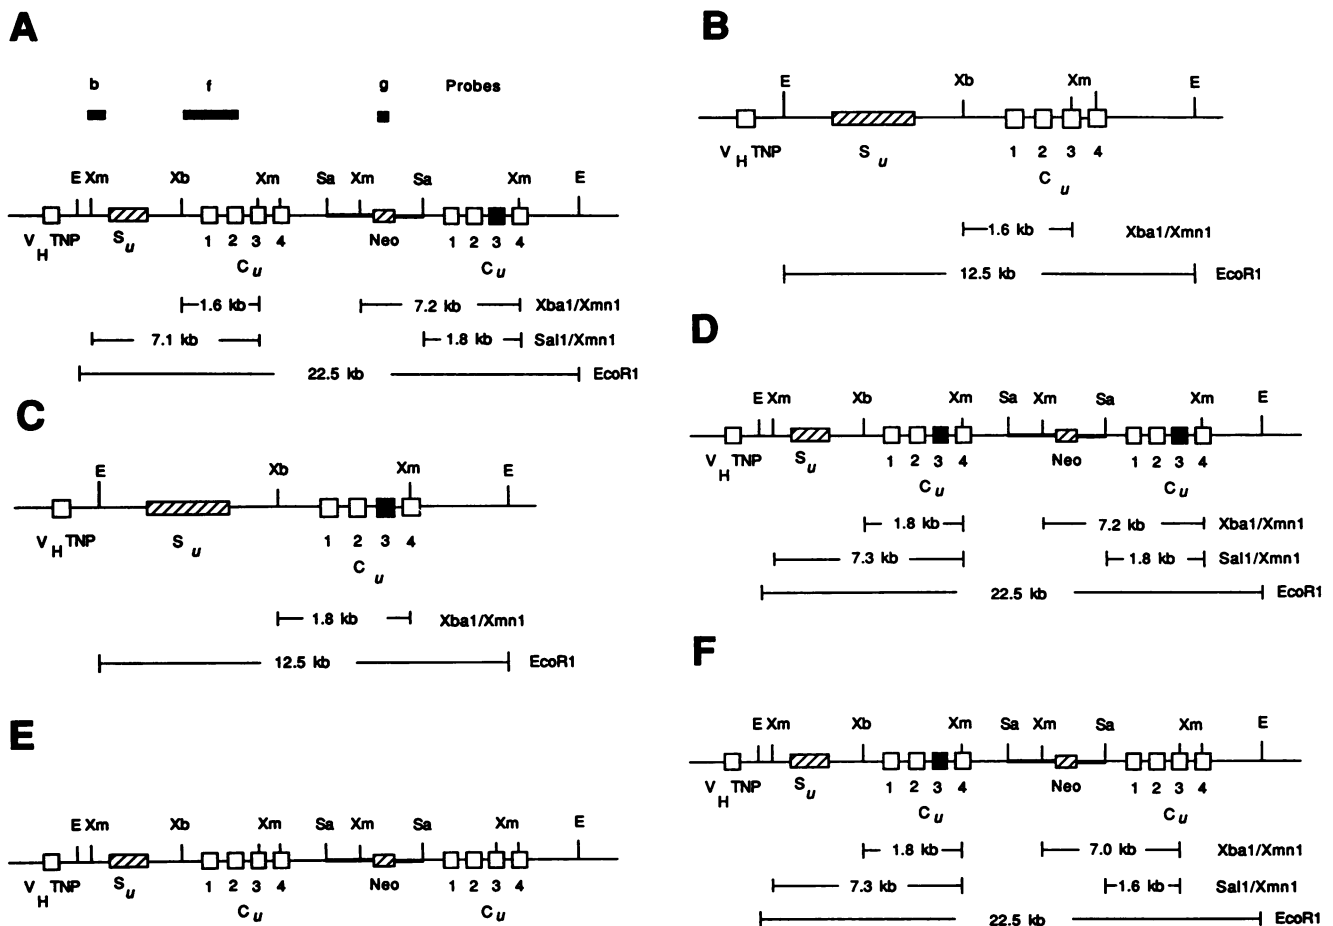 A
b f g Probes
E Xm Xb Xm Sa Xm Sa Xm E
V H TNP S u 1 2 3 4 Neo 1 2 3 4
C u C u
1.6 kb 7.2 kb Xba1/Xmn1
7.1 kb 1.8 kb Sal1/Xmn1
22.5 kb EcoR1
B
E Xb Xm E
V H TNP S u 1 2 3 4
C u
1.6 kb Xba1/Xmn1
12.5 kb EcoR1
C
E Xb Xm E
V H TNP S u 1 2 3 4
C u
1.8 kb Xba1/Xmn1
12.5 kb EcoR1
D
E Xm Xb Xm Sa Xm Sa Xm E
V H TNP S u 1 2 3 4 Neo 1 2 3 4
C u C u
1.8 kb 7.2 kb Xba1/Xmn1
7.3 kb 1.8 kb Sal1/Xmn1
22.5 kb EcoR1
E
E Xm Xb Xm Sa Xm Sa Xm E
V H TNP S u 1 2 3 4 Neo 1 2 3 4
C u C u
F
E Xm Xb Xm Sa Xm Sa Xm E
V H TNP S u 1 2 3 4 Neo 1 2 3 4
C u C u
1.8 kb 7.0 kb Xba1/Xmn1
7.3 kb 1.6 kb Sal1/Xmn1
22.5 kb EcoR1